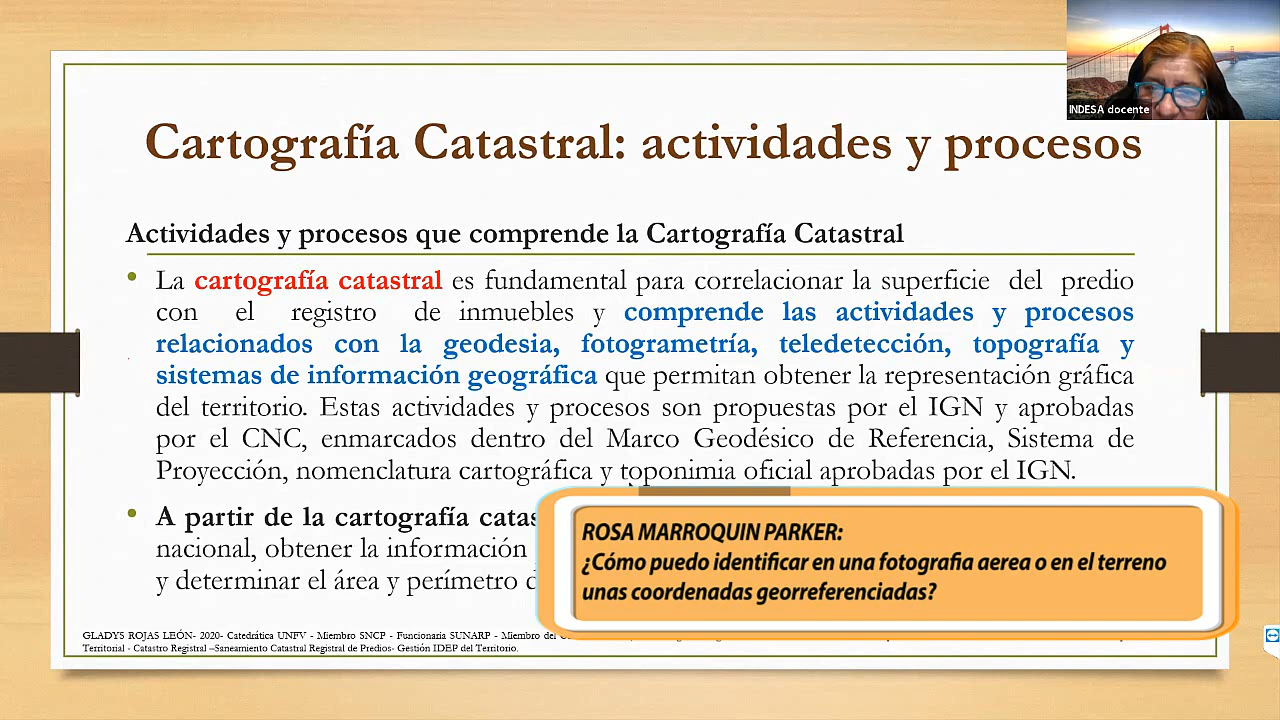 INDESA docente
Cartografía Catastral: actividades y procesos
Actividades y procesos que comprende la Cartografía Catastral
• La cartografía catastral es fundamental para correlacionar la superficie del predio
con el registro de inmuebles y comprende las actividades y procesos
relacionados con la geodesia, fotogrametría, teledetección, topografía y
sistemas de información geográfica que permitan obtener la representación gráfica
del territorio. Estas actividades y procesos son propuestas por el IGN y aprobadas
por el CNC, enmarcados dentro del Marco Geodésico de Referencia, Sistema de
Proyección, nomenclatura cartográfica y toponimia oficial aprobadas por el IGN.
• A partir de la cartografía
nacional, obtener la información
y determinar el área y perímetro
ROSA MARROQUIN PARKER:
¿Cómo puedo identificar en una fotografia aerea o en el terreno
unas coordenadas georreferenciadas?
GLADYS ROJAS LEÓN- 2020- Catedrática UNFV - Miembro SNCP - Funcionaria SUNARP - Miembro del
Territorial - Catastro Registral –Saneamiento Catastral Registral de Predios- Gestión IDEP del Territorio.